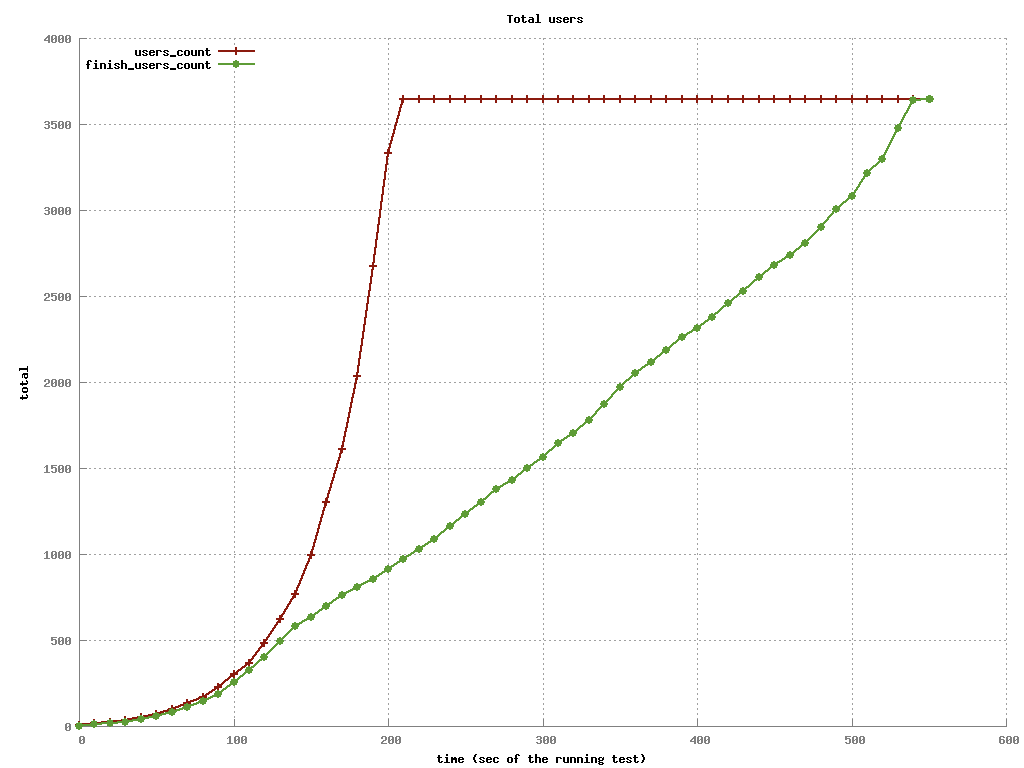 Total users
users_count
finish_users_count
4000
3500
3000
2500
2000
1500
1000
500
0
total
0 100 200 300 400 500 600
time (sec of the running test)